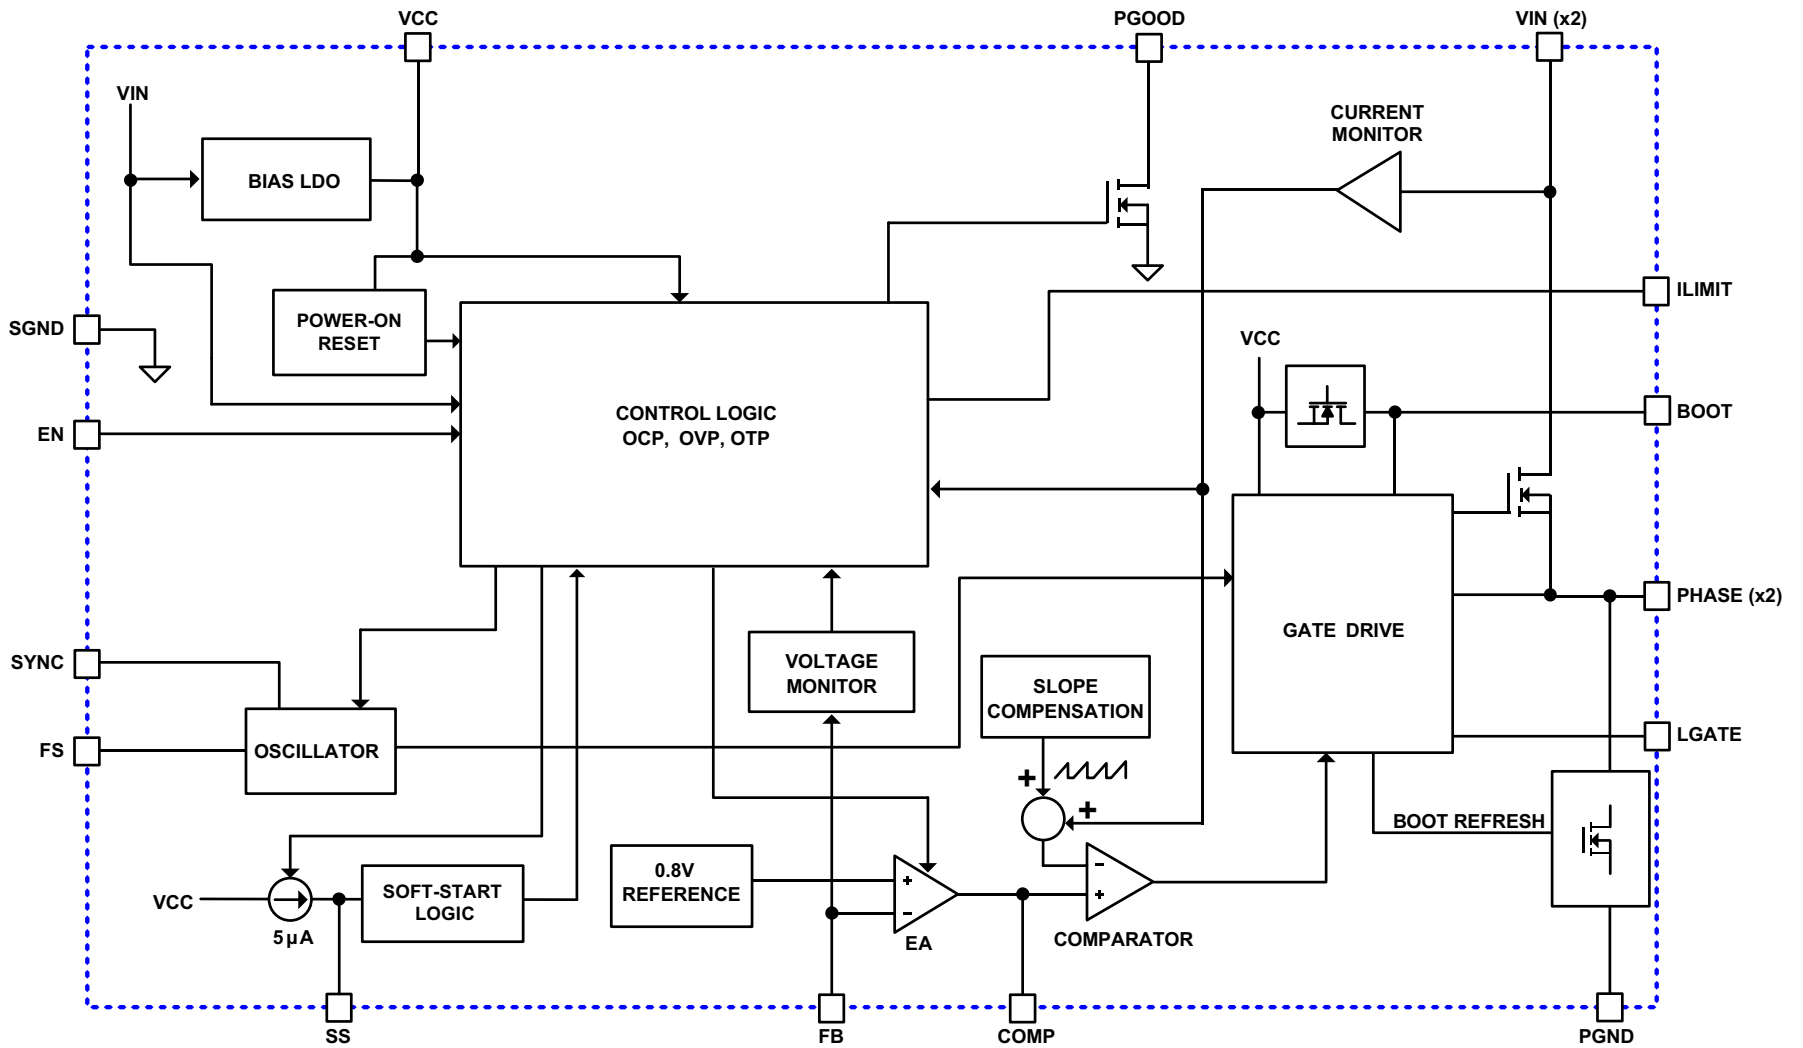 VCC
PGOOD
VIN (x2)
VIN
CURRENT
MONITOR
BIAS LDO
ILIMIT
SGND
POWER-ON
RESET
VCC
CONTROL LOGIC
OCP, OVP, OTP
BOOT
EN
PHASE (x2)
GATE DRIVE
SYNC
VOLTAGE
MONITOR
SLOPE
COMPENSATION
FS
OSCILLATOR
LGATE
+
+
BOOT REFRESH
0.8V
REFERENCE
SOFT-START
LOGIC
VCC
5µA
+
–
EA
–
+
COMPARATOR
SS
FB
COMP
PGND